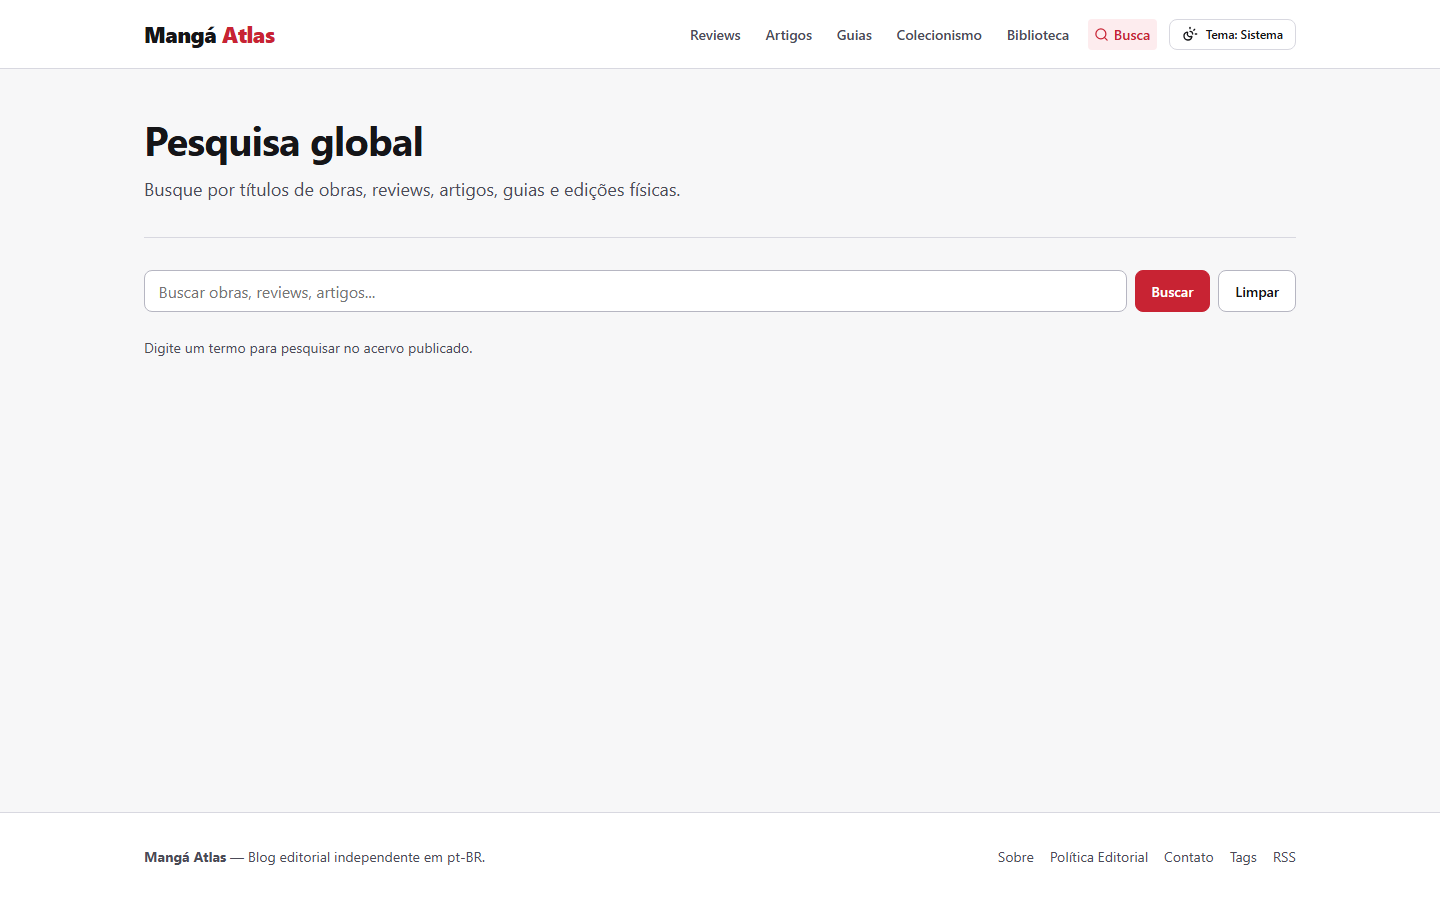 Mangá Atlas
Reviews Artigos Guias Colecionismo Biblioteca Busca Tema: Sistema
Pesquisa global
Busque por títulos de obras, reviews, artigos, guias e edições físicas.
Buscar obras, reviews, artigos...
Buscar Limpar
Digite um termo para pesquisar no acervo publicado.
Mangá Atlas — Blog editorial independente em pt-BR.
Sobre Política Editorial Contato Tags RSS